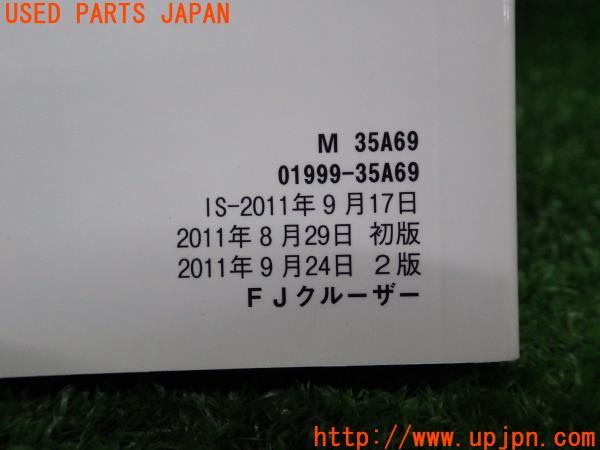 USED PARTS JAPAN
M 35A69
01999-35A69
IS-2011年9月17日
2011年8月29日 初版
2011年9月24日 2版
FJクルーザー
http://www.upjpn.com/